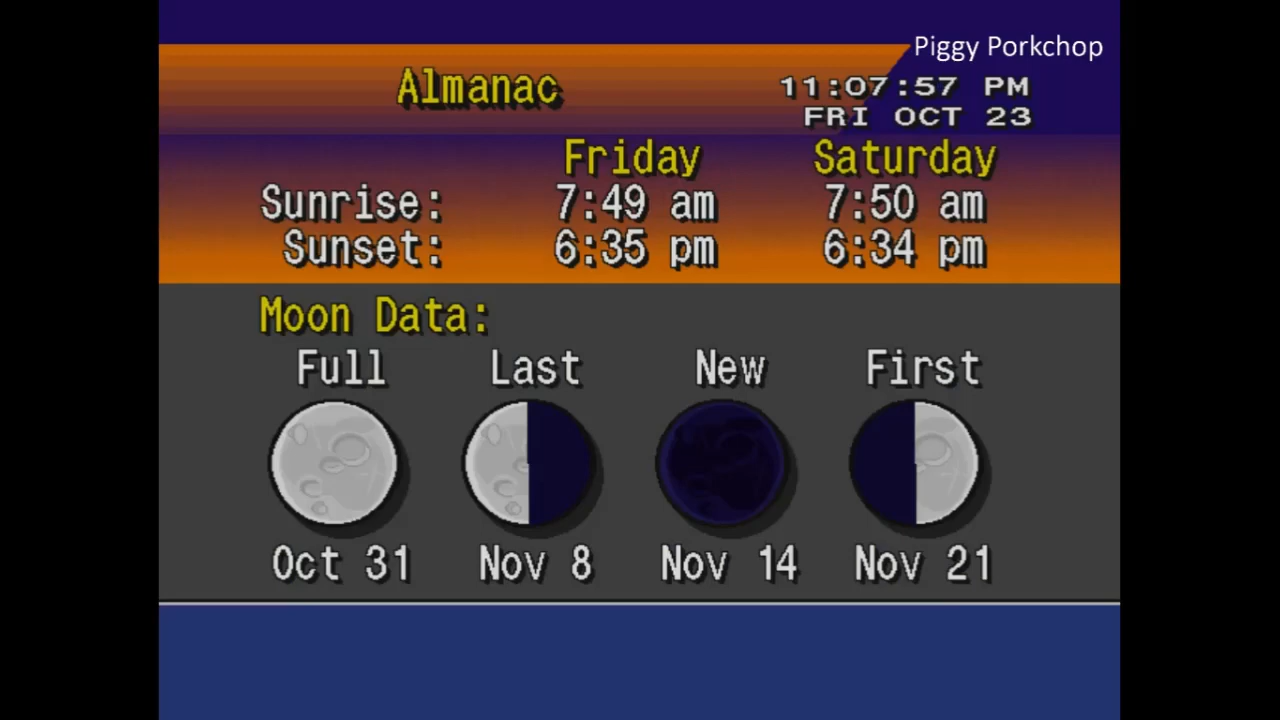 Piggy Porkchop
Almanac
11:07:57 PM
FRI OCT 23
Friday Saturday
Sunrise: 7:49 am 7:50 am
Sunset: 6:35 pm 6:34 pm
Moon Data:
Full Last New First
Oct 31 Nov 8 Nov 14 Nov 21